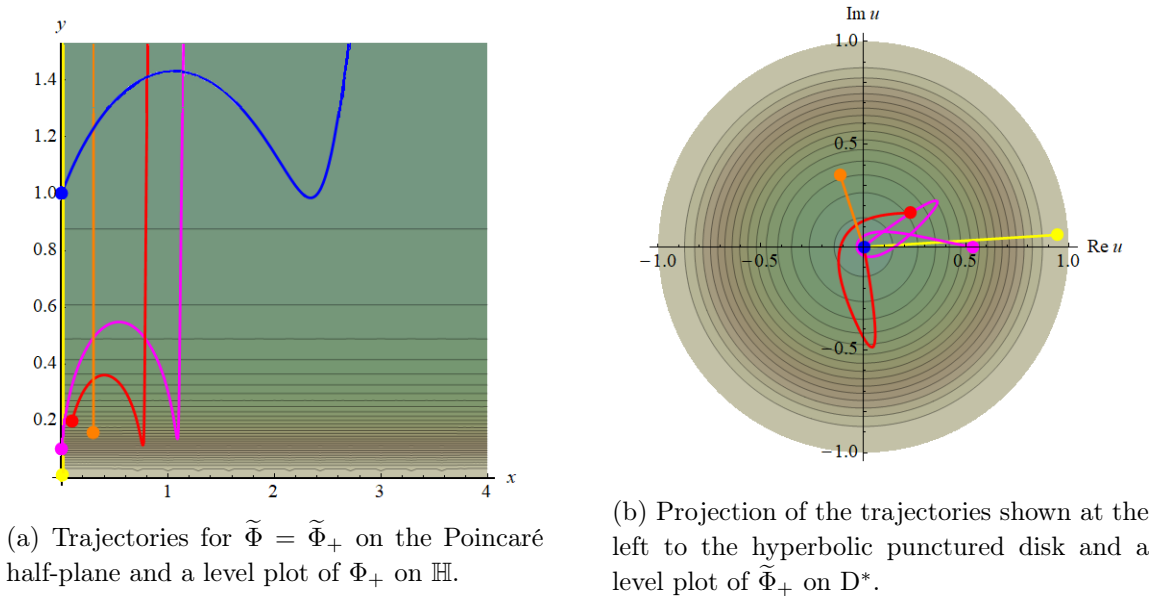 y
1.4
1.2
1.0
0.8
0.6
0.4
0.2
1
2
3
4
x
Im u
1.0
0.5
−1.0
−0.5
0.5
1.0
Re u
−0.5
−1.0
(a) Trajectories for Φ̃ = Φ̃₊ on the Poincaré
half-plane and a level plot of Φ₊ on ℍ.
(b) Projection of the trajectories shown at the
left to the hyperbolic punctured disk and a
level plot of Φ̃₊ on D*.